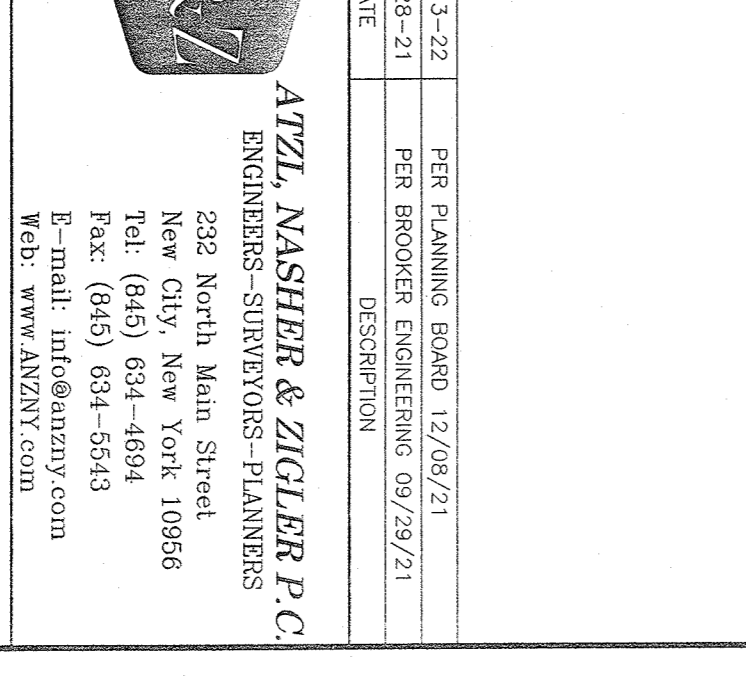 3-22 PER PLANNING BOARD 12/08/21
28-21 PER BROOKER ENGINEERING 09/29/21
ATE DESCRIPTION
ATZL, NASHER & ZIGLER P.C.
ENGINEERS-SURVEYORS-PLANNERS
232 North Main Street
New City, New York 10956
Tel: (845) 634-4694
Fax: (845) 634-5543
E-mail: info@anzny.com
Web: www.ANZNY.com